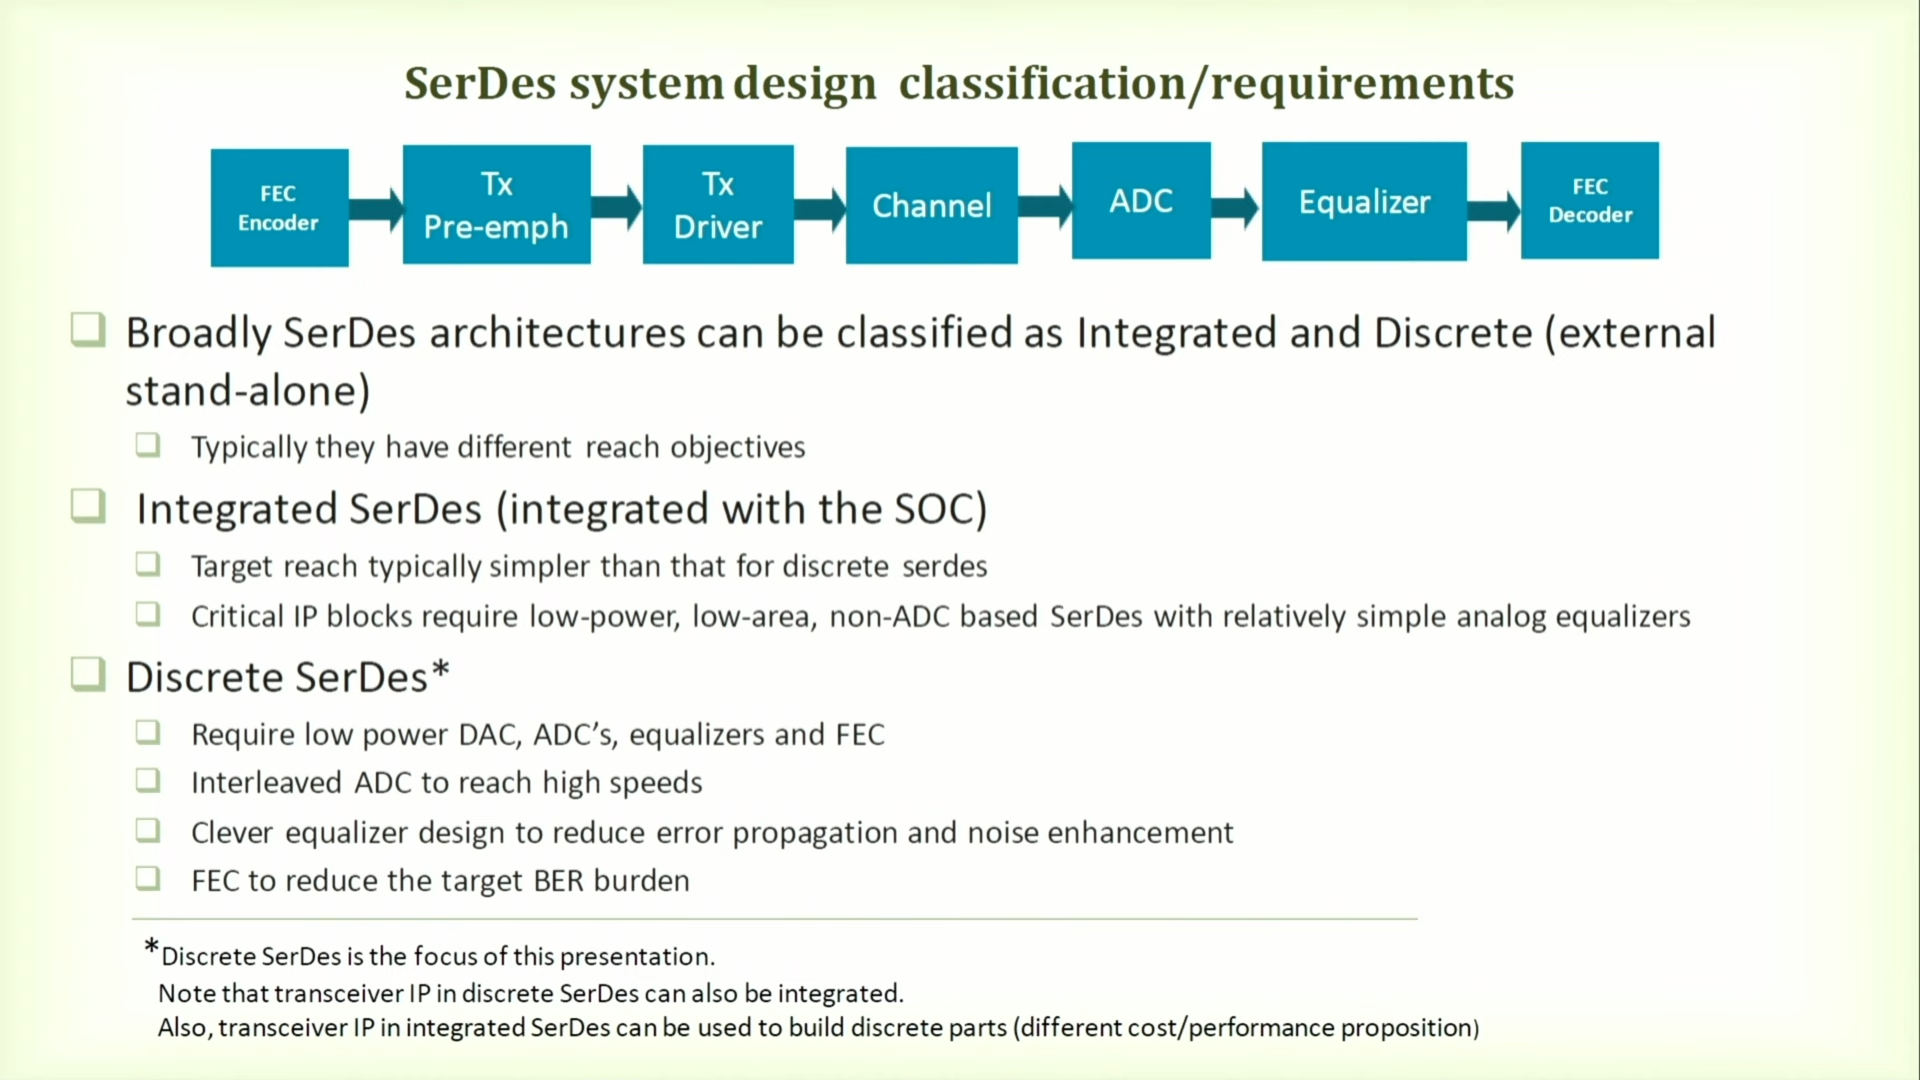 SerDes system design classification/requirements
FEC
Encoder
Tx
Pre-emph
Tx
Driver
Channel
ADC
Equalizer
FEC
Decoder
Broadly SerDes architectures can be classified as Integrated and Discrete (external
stand-alone)
Typically they have different reach objectives
Integrated SerDes (integrated with the SOC)
Target reach typically simpler than that for discrete serdes
Critical IP blocks require low-power, low-area, non-ADC based SerDes with relatively simple analog equalizers
Discrete SerDes*
Require low power DAC, ADC’s, equalizers and FEC
Interleaved ADC to reach high speeds
Clever equalizer design to reduce error propagation and noise enhancement
FEC to reduce the target BER burden
*Discrete SerDes is the focus of this presentation.
Note that transceiver IP in discrete SerDes can also be integrated.
Also, transceiver IP in integrated SerDes can be used to build discrete parts (different cost/performance proposition)